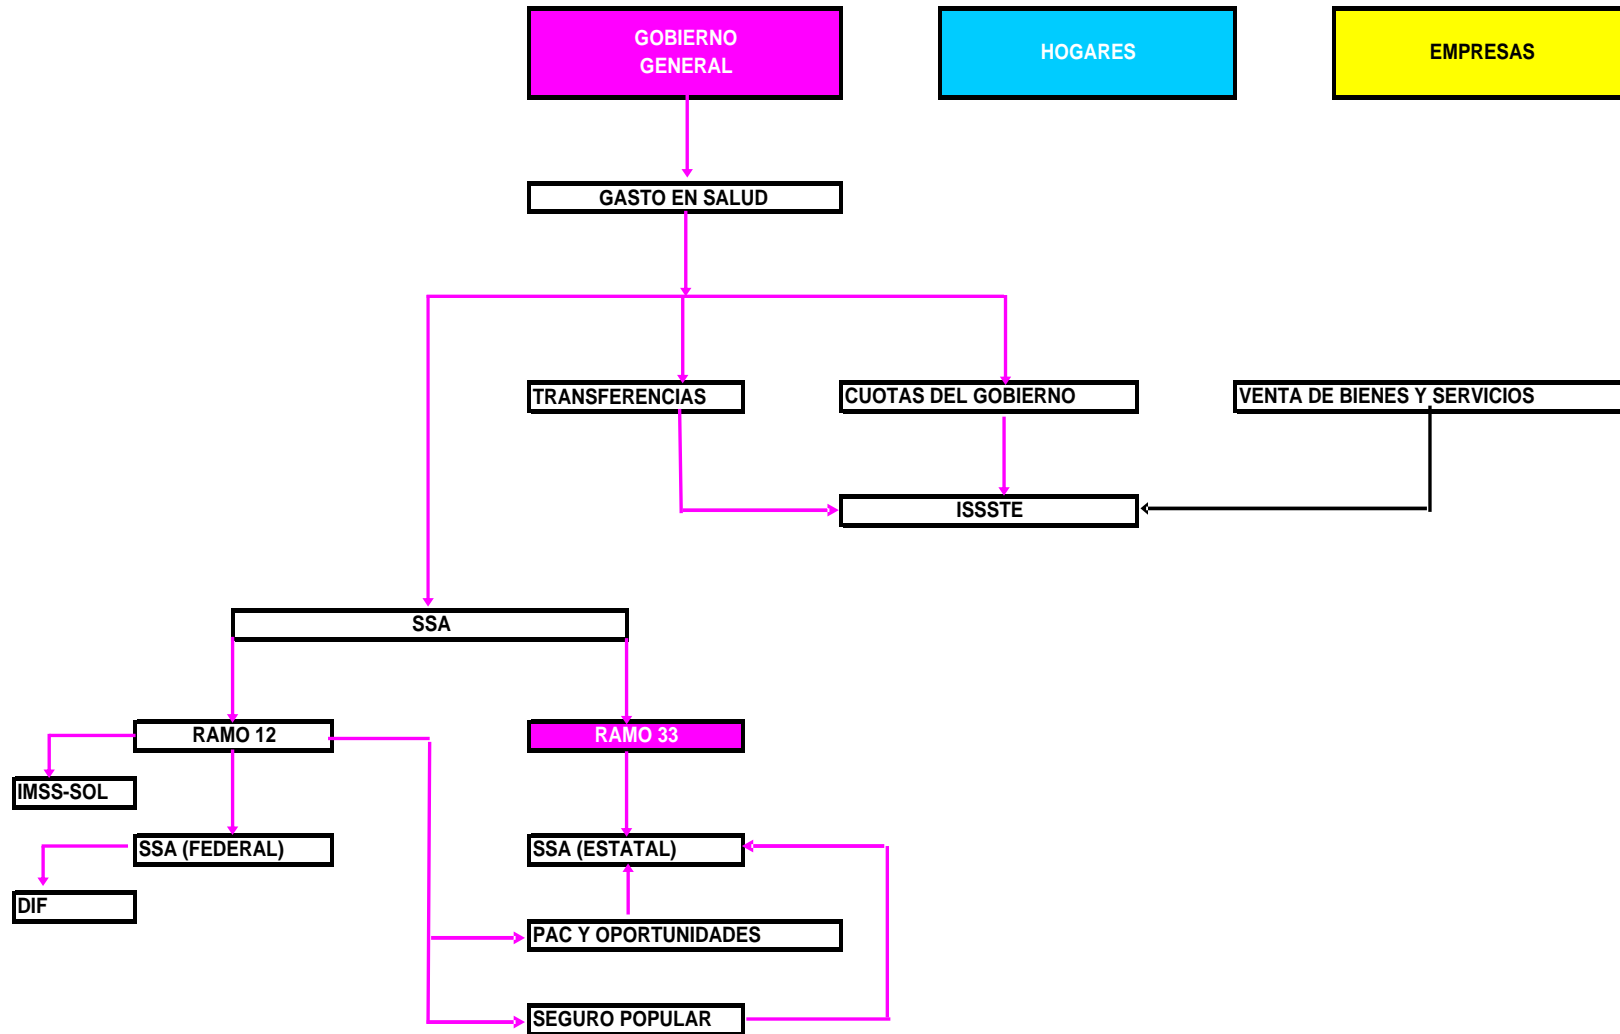 GOBIERNO
GENERAL
HOGARES
EMPRESAS
GASTO EN SALUD
TRANSFERENCIAS
CUOTAS DEL GOBIERNO
VENTA DE BIENES Y SERVICIOS
ISSSTE
SSA
RAMO 12
RAMO 33
IMSS-SOL
SSA (FEDERAL)
SSA (ESTATAL)
DIF
PAC Y OPORTUNIDADES
SEGURO POPULAR